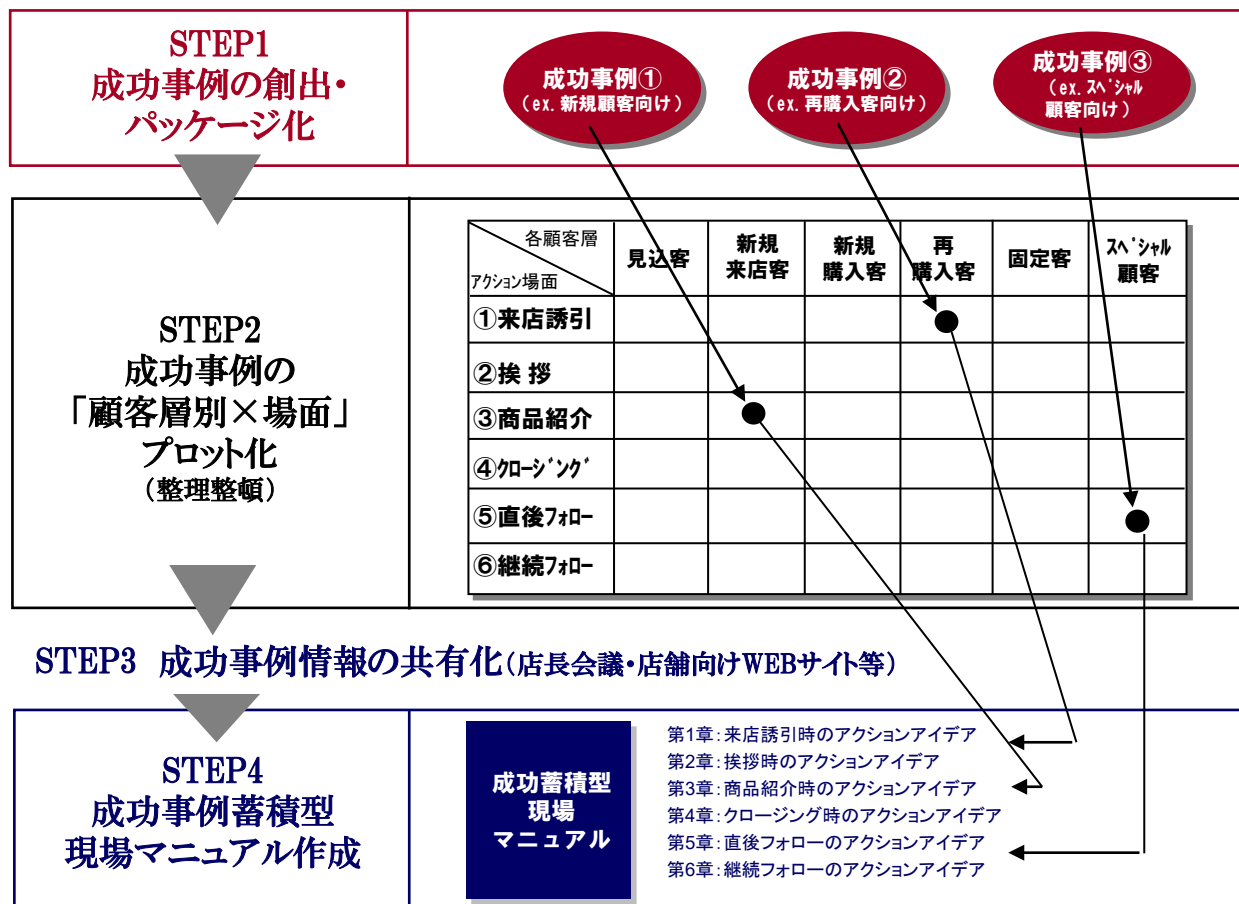 STEP1
成功事例の創出・
パッケージ化
成功事例①
（ex. 新規顧客向け）
成功事例②
（ex. 再購入客向け）
成功事例③
（ex. ｽﾍﾟｼｬﾙ
顧客向け）
STEP2
成功事例の
「顧客層別×場面」
プロット化
（整理整頓）
各顧客層
アクション場面
見込客
新規
来店客
新規
購入客
再
購入客
固定客
ｽﾍﾟｼｬﾙ
顧客
①来店誘引
②挨 拶
③商品紹介
④ｸﾛｰｼﾞﾝｸﾞ
⑤直後ﾌｫﾛｰ
⑥継続ﾌｫﾛｰ
STEP3 成功事例情報の共有化（店長会議・店舗向けWEBサイト等）
STEP4
成功事例蓄積型
現場マニュアル作成
成功蓄積型
現場
マニュアル
第1章：来店誘引時のアクションアイデア
第2章：挨拶時のアクションアイデア
第3章：商品紹介時のアクションアイデア
第4章：クロージング時のアクションアイデア
第5章：直後フォローのアクションアイデア
第6章：継続フォローのアクションアイデア